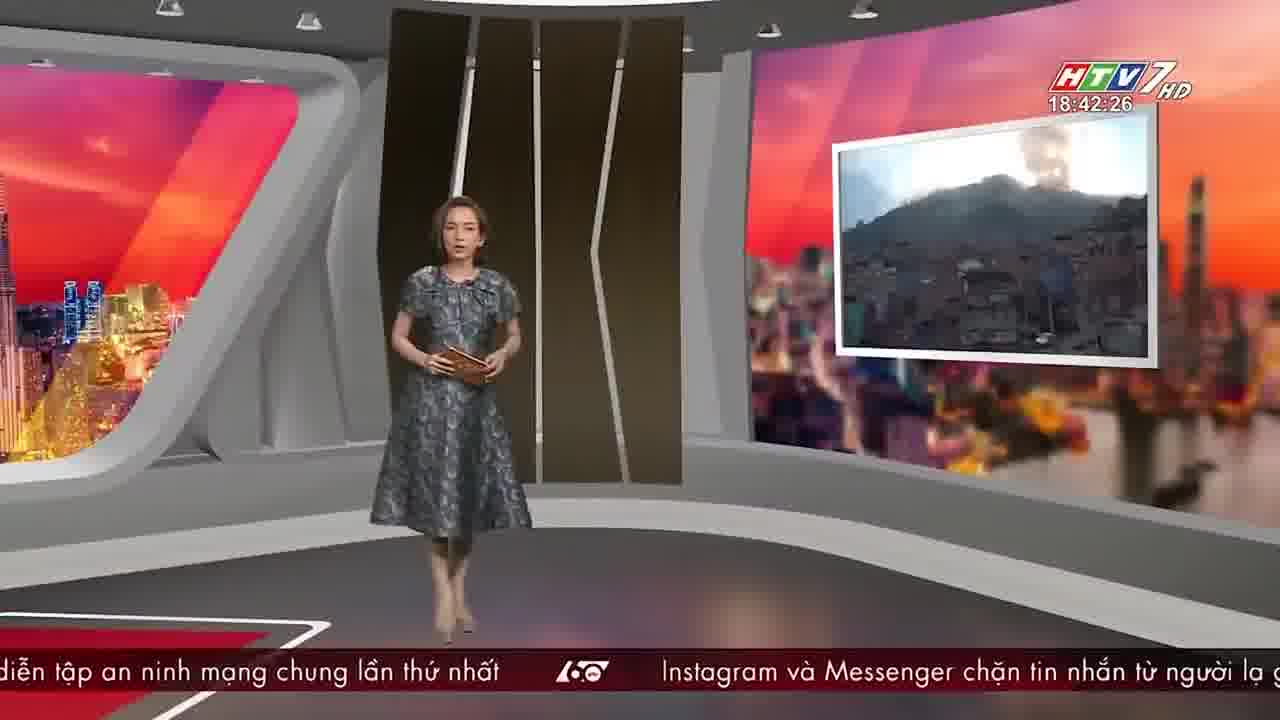 HTV7 HD
18:42:26
diễn tập an ninh mạng chung lần thứ nhất 60 Instagram và Messenger chặn tin nhắn từ người lạ